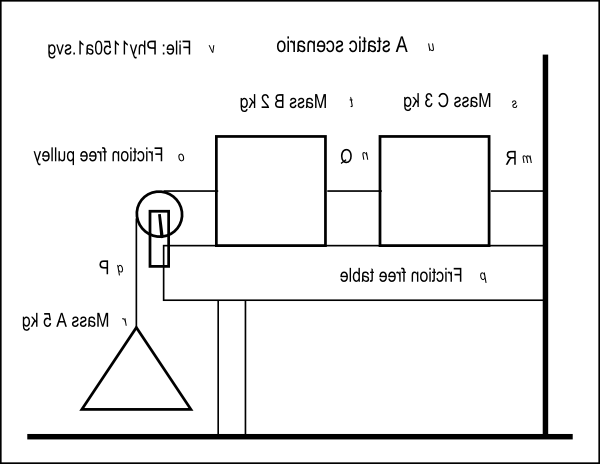 u A static scenario
v File: Phy1150a1.svg
s Mass C 3 kg
t Mass B 2 kg
m R
n Q
o Friction free pulley
p Friction free table
q P
r Mass A 5 kg